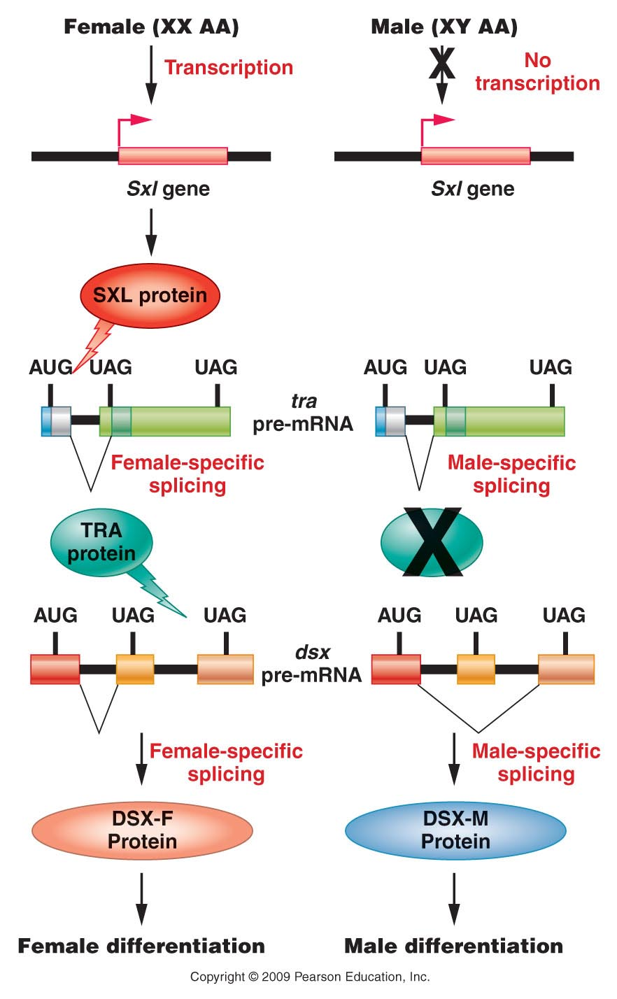 Female (XX AA)
Male (XY AA)
Transcription
No
transcription
X
Sxl gene
Sxl gene
SXL protein
AUG UAG UAG
AUG UAG UAG
tra
pre-mRNA
Female-specific
splicing
Male-specific
splicing
TRA
protein
X
AUG UAG UAG
AUG UAG UAG
dsx
pre-mRNA
Female-specific
splicing
Male-specific
splicing
DSX-F
Protein
DSX-M
Protein
Female differentiation
Male differentiation
Copyright © 2009 Pearson Education, Inc.